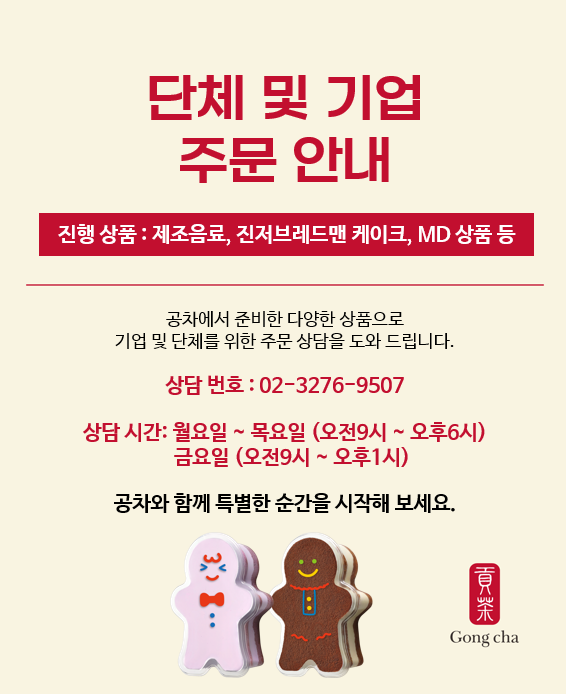 단체 및 기업
주문 안내
진행 상품 : 제조음료, 진저브레드맨 케이크, MD 상품 등
공차에서 준비한 다양한 상품으로
기업 및 단체를 위한 주문 상담을 도와 드립니다.
상담 번호 : 02-3276-9507
상담 시간: 월요일 ~ 목요일 (오전9시 ~ 오후6시)
금요일 (오전9시 ~ 오후1시)
공차와 함께 특별한 순간을 시작해 보세요.
貢茶
Gong cha